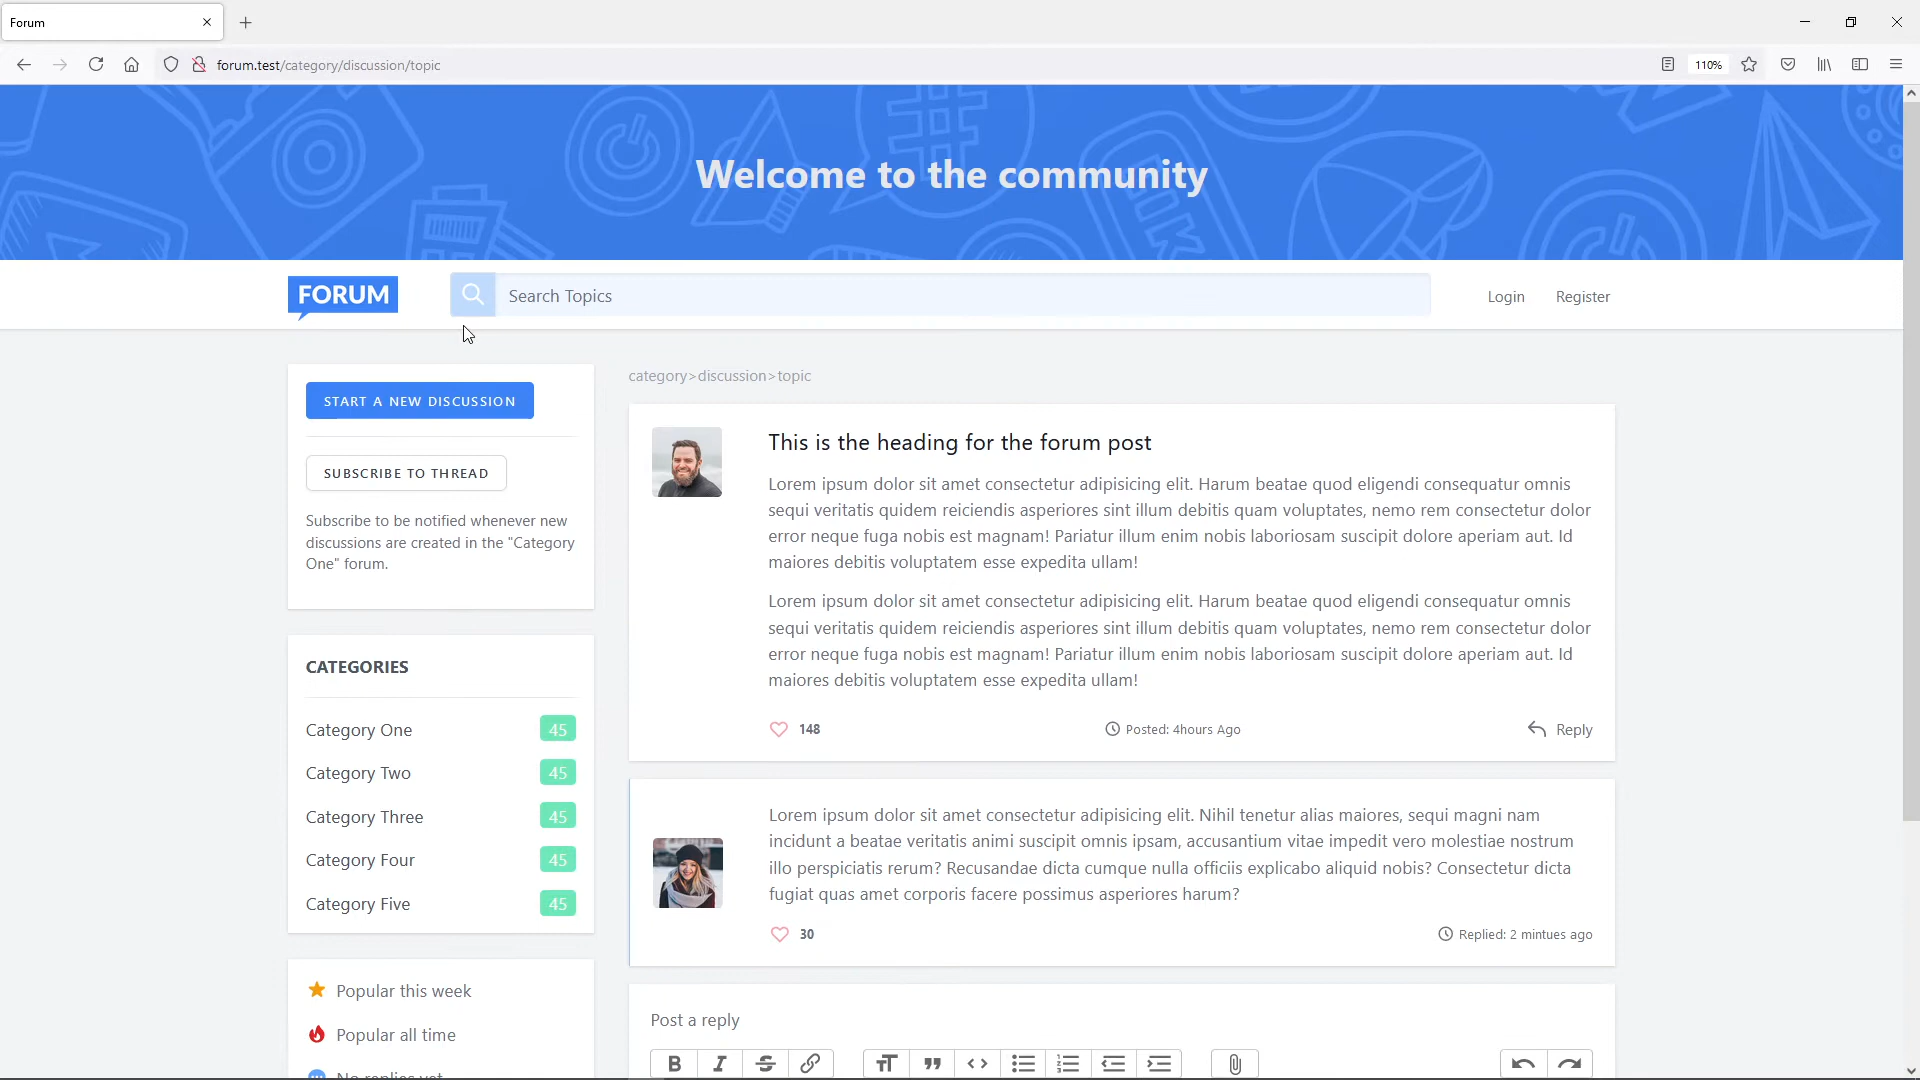 Forum
forum.test/category/discussion/topic
110%
Welcome to the community
FORUM
Search Topics
Login
Register
START A NEW DISCUSSION
SUBSCRIBE TO THREAD
Subscribe to be notified whenever new
discussions are created in the "Category
One" forum.
CATEGORIES
Category One 45
Category Two 45
Category Three 45
Category Four 45
Category Five 45
Popular this week
Popular all time
No replies yet
category>discussion>topic
This is the heading for the forum post
Lorem ipsum dolor sit amet consectetur adipisicing elit. Harum beatae quod eligendi consequatur omnis
sequi veritatis quidem reiciendis asperiores sint illum debitis quam voluptates, nemo rem consectetur dolor
error neque fuga nobis est magnam! Pariatur illum enim nobis laboriosam suscipit dolore aperiam aut. Id
maiores debitis voluptatem esse expedita ullam!
Lorem ipsum dolor sit amet consectetur adipisicing elit. Harum beatae quod eligendi consequatur omnis
sequi veritatis quidem reiciendis asperiores sint illum debitis quam voluptates, nemo rem consectetur dolor
error neque fuga nobis est magnam! Pariatur illum enim nobis laboriosam suscipit dolore aperiam aut. Id
maiores debitis voluptatem esse expedita ullam!
148
Posted: 4hours Ago
Reply
Lorem ipsum dolor sit amet consectetur adipisicing elit. Nihil tenetur alias maiores, sequi magni nam
incidunt a beatae veritatis animi suscipit omnis ipsam, accusantium vitae impedit vero molestiae nostrum
illo perspiciatis rerum? Recusandae dicta cumque nulla officiis explicabo aliquid nobis? Consectetur dicta
fugiat quas amet corporis facere possimus asperiores harum?
30
Replied: 2 mintues ago
Post a reply